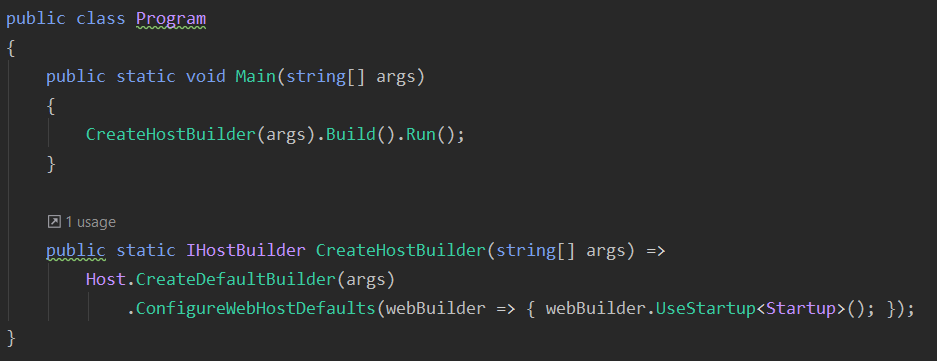 public class Program
{
    public static void Main(string[] args)
    {
        CreateHostBuilder(args).Build().Run();
    }
1 usage
    public static IHostBuilder CreateHostBuilder(string[] args) =>
        Host.CreateDefaultBuilder(args)
            .ConfigureWebHostDefaults(webBuilder => { webBuilder.UseStartup<Startup>(); });
}